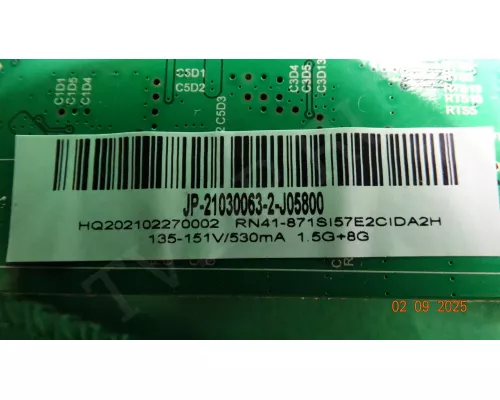 C3D1
C5D2
C5D3
C3D4
C3D5
C3D13
C1D1
C1D5
C1D4
RTS5
JP-21030063-2-J05800
HQ202102270002 RN41-871SI57E2CIDA2H
135-151V/530mA 1.5G+8G
02 09 2025